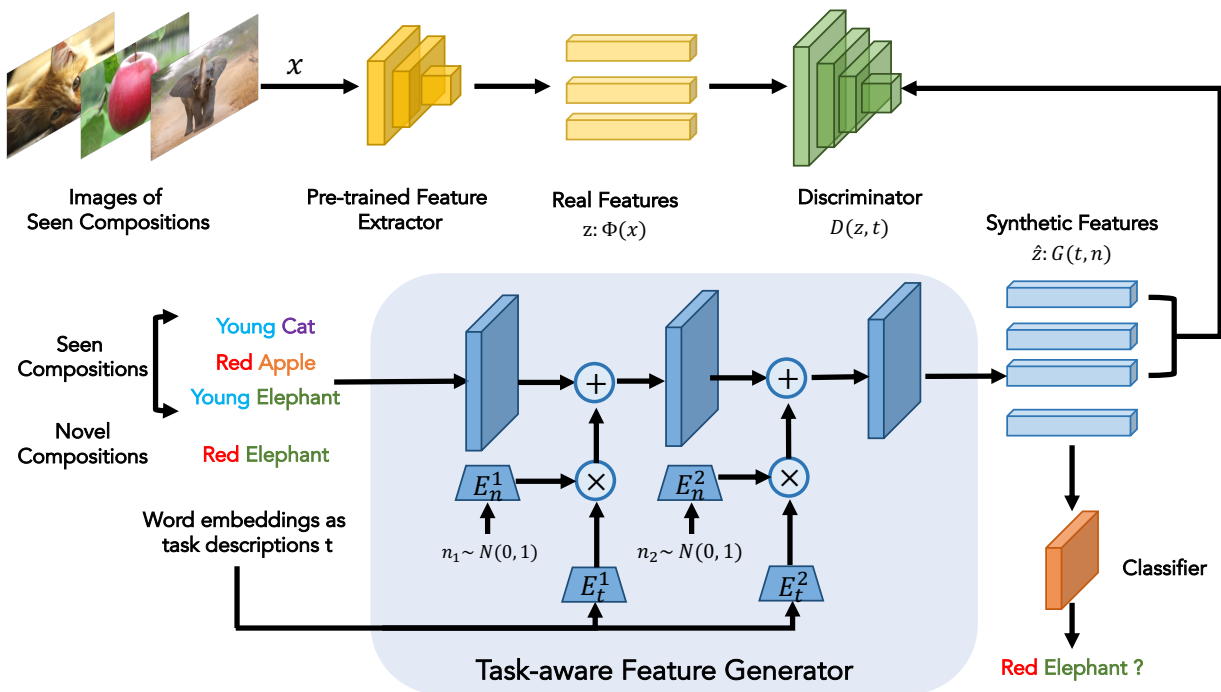 x
Images of
Seen Compositions
Pre-trained Feature
Extractor
Real Features
z: Φ(x)
Discriminator
D(z, t)
Synthetic Features
ẑ: G(t, n)
Seen
Compositions
Young Cat
Red Apple
Young Elephant
Novel
Compositions
Red Elephant
Word embeddings as
task descriptions t
+
+
×
×
E_n^1
E_n^2
n₁~ N(0, 1)
n₂~ N(0, 1)
E_t^1
E_t^2
Task-aware Feature Generator
Classifier
Red Elephant ?